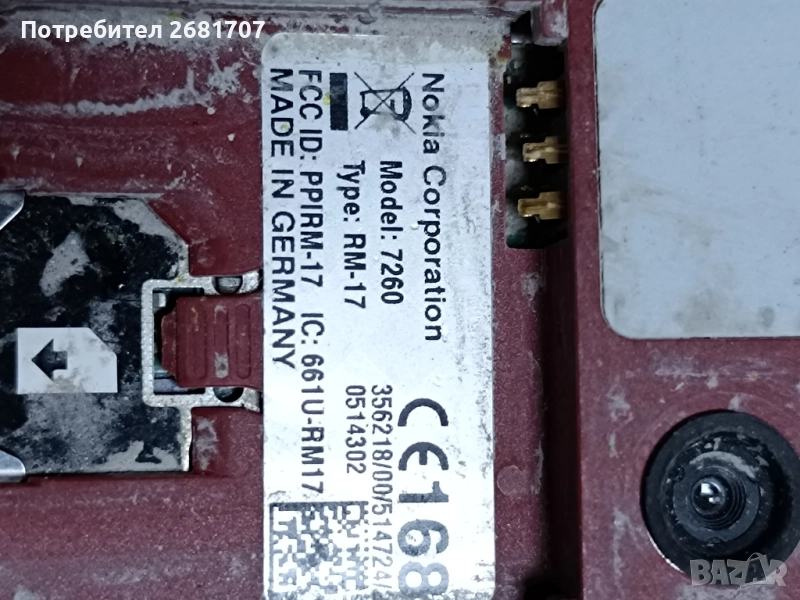 Потребител 2681707
Nokia Corporation
Model: 7260
Type: RM-17
FCC ID: PPIRM-17 IC: 661U-RM17
MADE IN GERMANY
CE168
356218/00/514724/
0514302
BAZAR